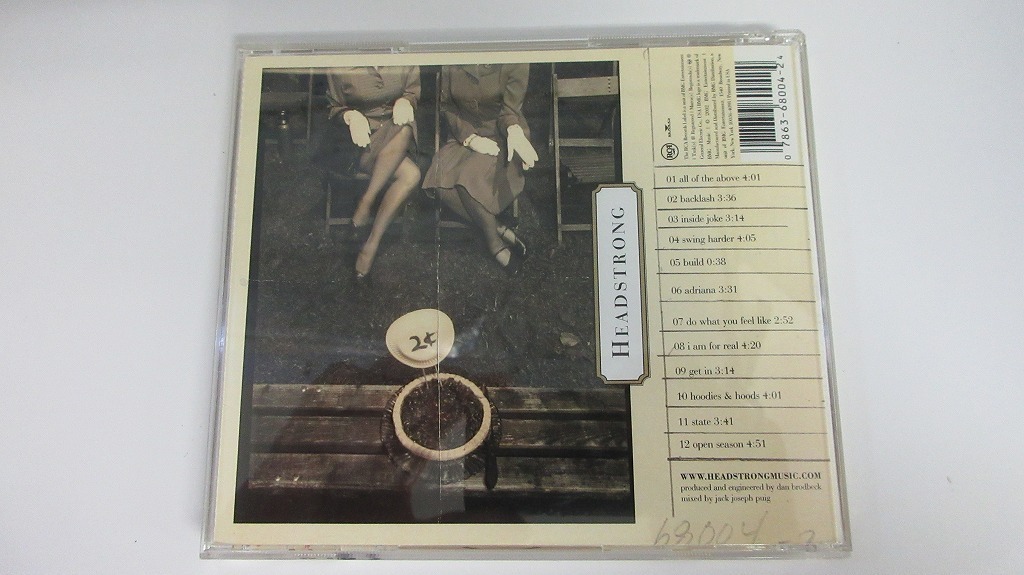 2¢
HEADSTRONG
RCA
BMG
0 7863-68004-2 4
01 all of the above 4:01
02 backlash 3:36
03 inside joke 3:14
04 swing harder 4:05
05 build 0:38
06 adriana 3:31
07 do what you feel like 2:52
08 i am for real 4:20
09 get in 3:14
10 hoodies & hoods 4:01
11 state 3:41
12 open season 4:51
WWW.HEADSTRONGMUSIC.COM
produced and engineered by dan brodbeck
mixed by jack joseph puig
68004-2